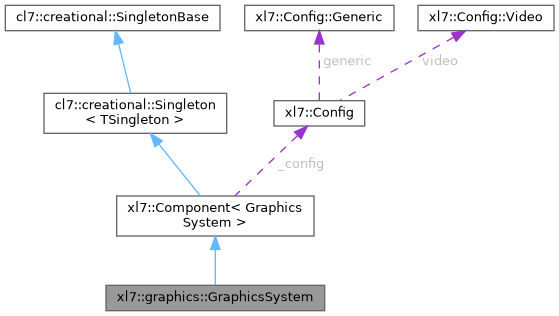 cl7::creational::SingletonBase
xl7::Config::Generic
xl7::Config::Video
generic
video
cl7::creational::Singleton
< TSingleton >
xl7::Config
_config
xl7::Component< Graphics
System >
xl7::graphics::GraphicsSystem